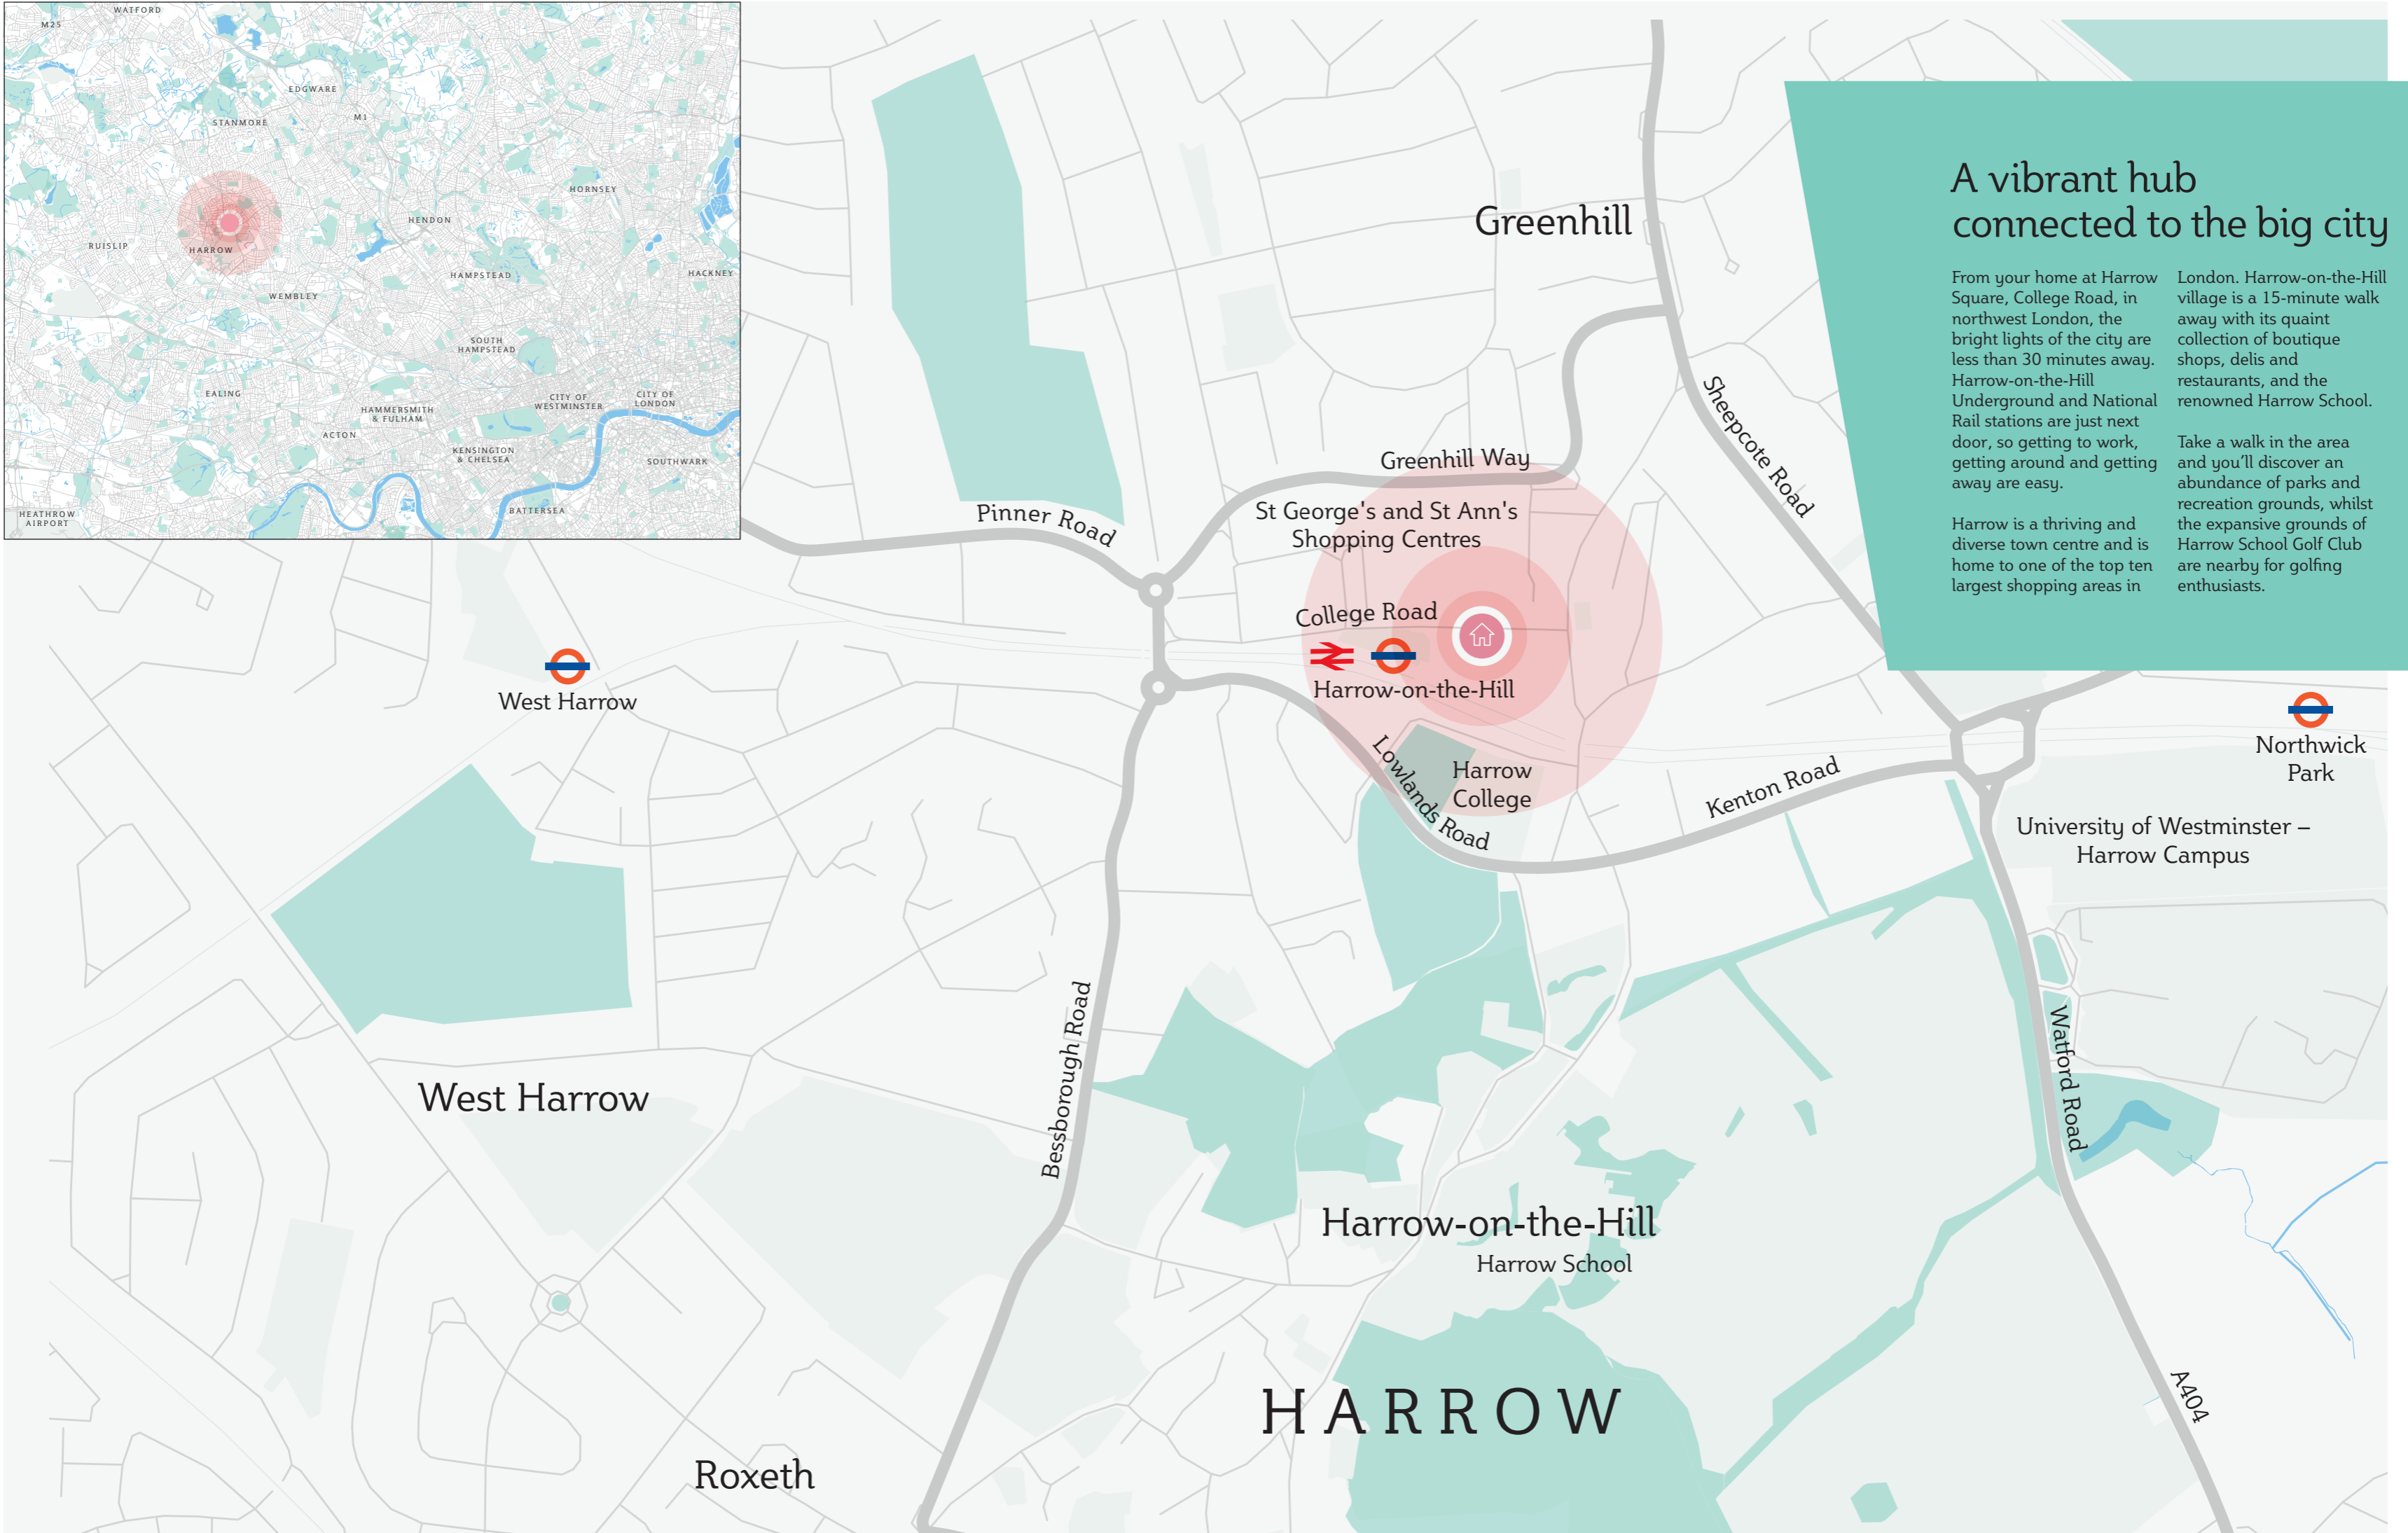 WATFORD
M25
EDGWARE
M1
STANMORE
HORNSEY
HENDON
RUISLIP
HARROW
HAMPSTEAD
HACKNEY
WEMBLEY
SOUTH
HAMPSTEAD
EALING
CITY OF
WESTMINSTER
CITY OF
LONDON
HAMMERSMITH
& FULHAM
ACTON
KENSINGTON
& CHELSEA
SOUTHWARK
BATTERSEA
HEATHROW
AIRPORT
A vibrant hub
connected to the big city
From your home at Harrow
Square, College Road, in
northwest London, the
bright lights of the city are
less than 30 minutes away.
Harrow-on-the-Hill
Underground and National
Rail stations are just next
door, so getting to work,
getting around and getting
away are easy.
Harrow is a thriving and
diverse town centre and is
home to one of the top ten
largest shopping areas in
London. Harrow-on-the-Hill
village is a 15-minute walk
away with its quaint
collection of boutique
shops, delis and
restaurants, and the
renowned Harrow School.
Take a walk in the area
and you'll discover an
abundance of parks and
recreation grounds, whilst
the expansive grounds of
Harrow School Golf Club
are nearby for golfing
enthusiasts.
Greenhill
Sheepcote Road
Greenhill Way
Pinner Road
St George's and St Ann's
Shopping Centres
College Road
Harrow-on-the-Hill
West Harrow
Northwick
Park
Lowlands Road
Harrow
College
Kenton Road
University of Westminster –
Harrow Campus
Bessborough Road
Watford Road
West Harrow
Harrow-on-the-Hill
Harrow School
HARROW
A404
Roxeth